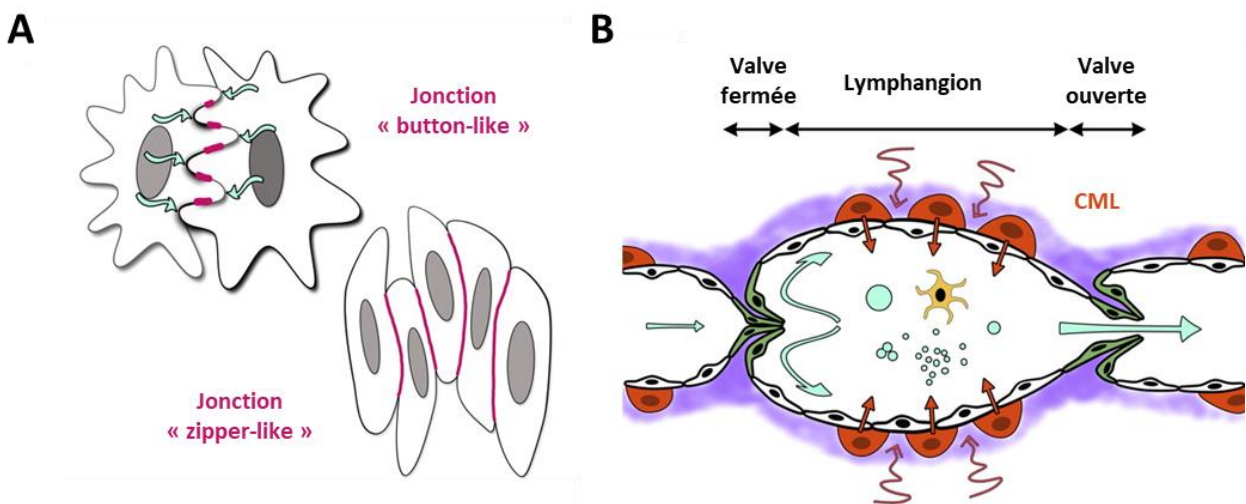 A
Jonction
« button-like »
Jonction
« zipper-like »
B
Valve
fermée
Lymphangion
Valve
ouverte
CML